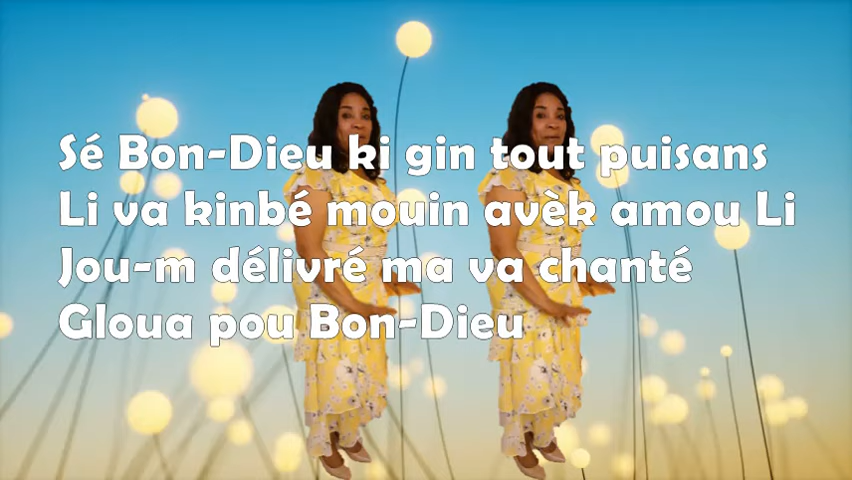 Sé Bon-Dieu ki gin tout puisans
Li va kinbé mouin avèk amou Li
Jou-m délivré ma va chanté
Gloua pou Bon-Dieu